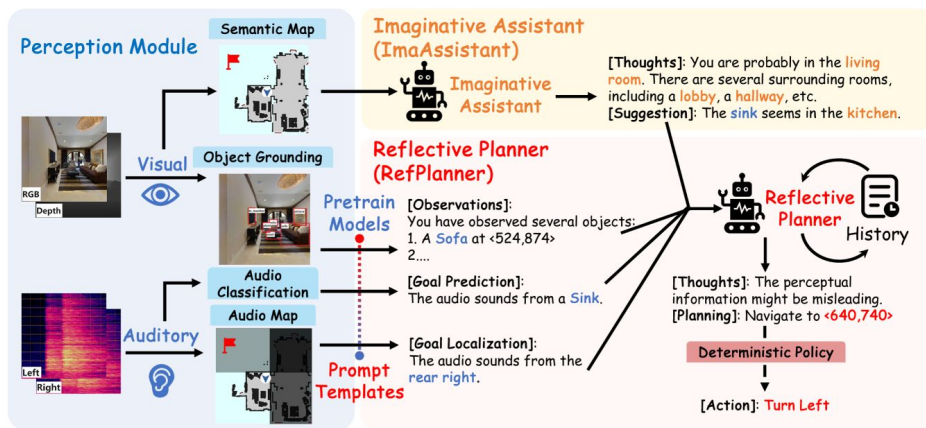 Perception Module
Semantic Map
RGB
Depth
Visual
Object Grounding
Audio
Classification
Left
Right
Auditory
Audio Map
Pretrain
Models
Prompt
Templates
Imaginative Assistant
(ImaAssistant)
Imaginative
Assistant
[Thoughts]: You are probably in the living
room. There are several surrounding rooms,
including a lobby, a hallway, etc.
[Suggestion]: The sink seems in the kitchen.
Reflective Planner
(RefPlanner)
[Observations]:
You have observed several objects:
1. A Sofa at <524,874>
2....
[Goal Prediction]:
The audio sounds from a Sink.
[Goal Localization]:
The audio sounds from the
rear right.
Reflective
Planner
History
[Thoughts]: The perceptual
information might be misleading.
[Planning]: Navigate to <640,740>
Deterministic Policy
[Action]: Turn Left